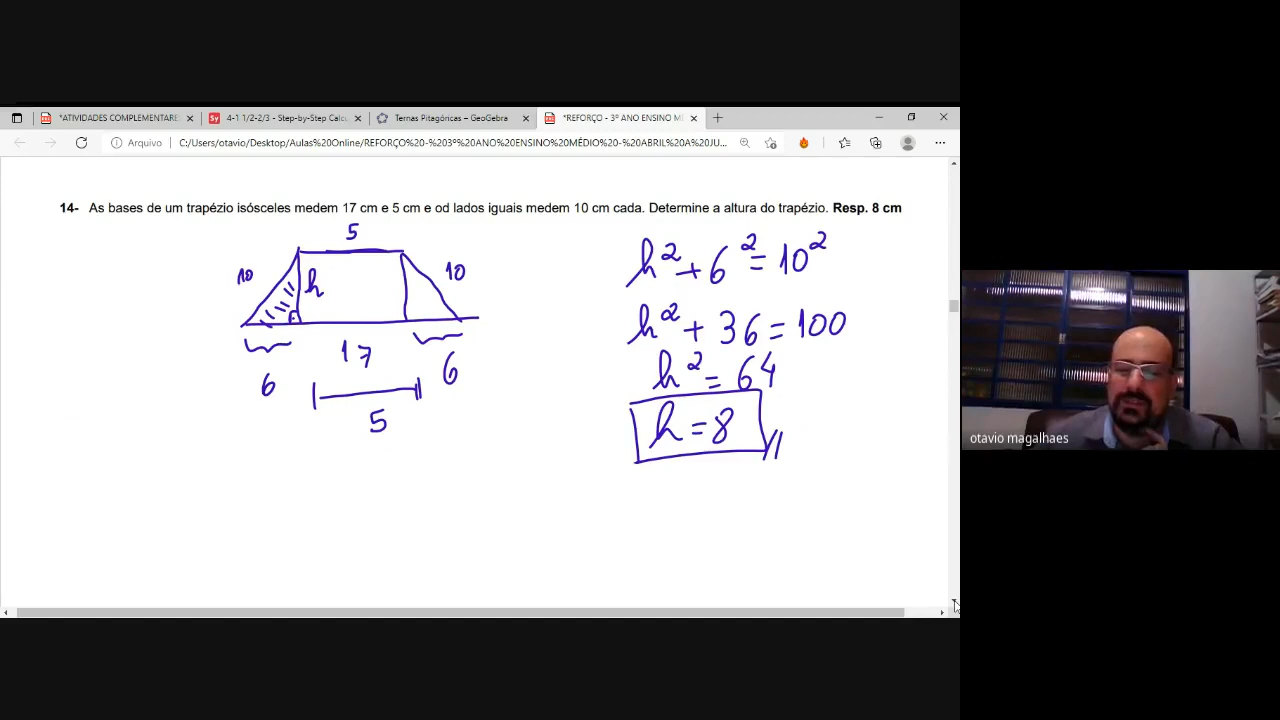 *ATIVIDADES COMPLEMENTARE
4-1 1/2-2/3 - Step-by-Step Calcu
Ternas Pitagóricas – GeoGebra
*REFORÇO - 3º ANO ENSINO MÉ
Arquivo
C:/Users/otavio/Desktop/Aulas%20Online/REFORÇO%20-%203º%20ANO%20ENSINO%20MÉDIO%20-%20ABRIL%20A%20JU...
14- As bases de um trapézio isósceles medem 17 cm e 5 cm e od lados iguais medem 10 cm cada. Determine a altura do trapézio. Resp. 8 cm
5
10
h
10
17
6
6
5
h² + 6² = 10²
h² + 36 = 100
h² = 64
h = 8
otavio magalhaes